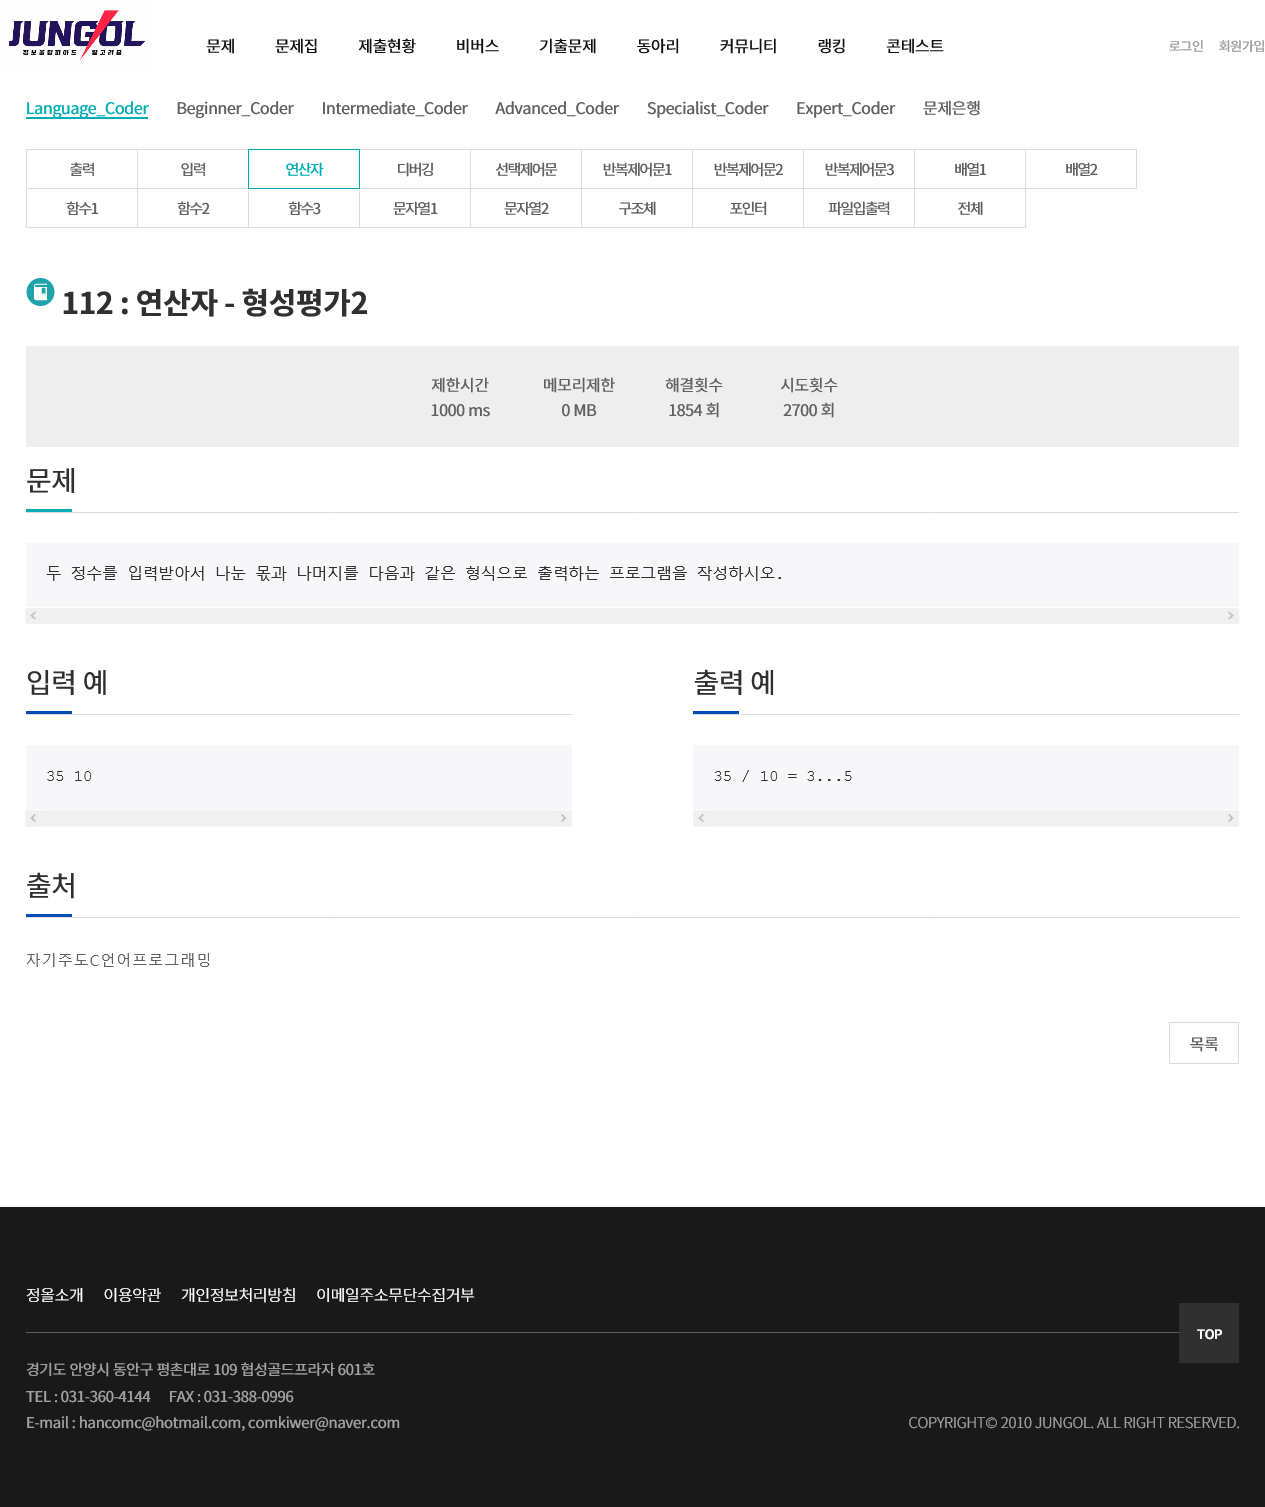 JUNGOL
정보올림피아드 알고리즘
문제 문제집 제출현황 비버스 기출문제 동아리 커뮤니티 랭킹 콘테스트 로그인 회원가입
Language_Coder Beginner_Coder Intermediate_Coder Advanced_Coder Specialist_Coder Expert_Coder 문제은행
출력 입력 연산자 디버깅 선택제어문 반복제어문1 반복제어문2 반복제어문3 배열1 배열2
함수1 함수2 함수3 문자열1 문자열2 구조체 포인터 파일입출력 전체
112 : 연산자 - 형성평가2
제한시간 메모리제한 해결횟수 시도횟수
1000 ms 0 MB 1854 회 2700 회
문제
두 정수를 입력받아서 나눈 몫과 나머지를 다음과 같은 형식으로 출력하는 프로그램을 작성하시오.
입력 예 출력 예
35 10 35 / 10 = 3...5
출처
자기주도C언어프로그래밍
목록
정올소개 이용약관 개인정보처리방침 이메일주소무단수집거부
TOP
경기도 안양시 동안구 평촌대로 109 협성골드프라자 601호
TEL : 031-360-4144 FAX : 031-388-0996
E-mail : hancomc@hotmail.com, comkiwer@naver.com COPYRIGHT© 2010 JUNGOL. ALL RIGHT RESERVED.